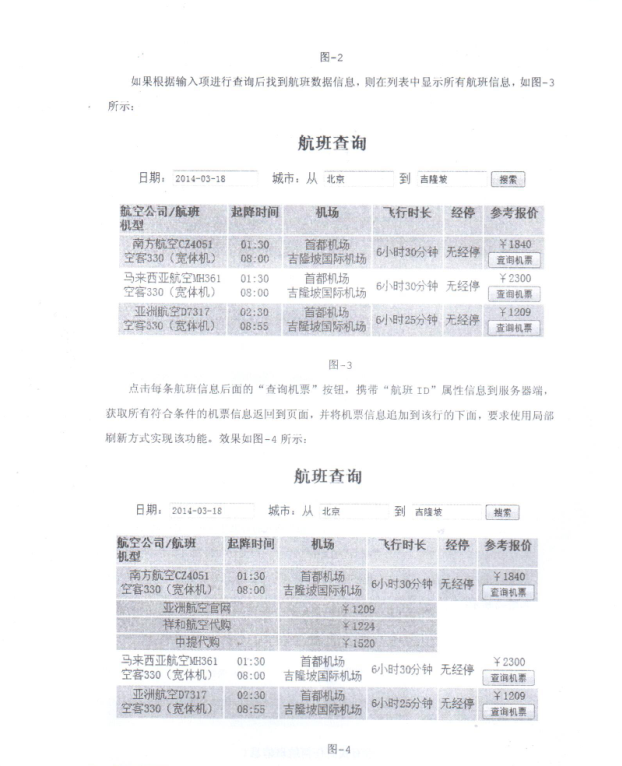 图-2
如果根据输入项进行查询后找到航班数据信息，则在列表中显示所有航班信息，如图-3
所示：
航班查询
日期： 2014-03-18 城市：从 北京 到 吉隆坡 搜索
航空公司/航班 起降时间 机场 飞行时长 经停 参考报价
机型
南方航空CZ4051 01:30 首都机场 6小时30分钟 无经停 ￥1840
空客330（宽体机） 08:00 吉隆坡国际机场 查询机票
马来西亚航空MH361 01:30 首都机场 6小时30分钟 无经停 ￥2300
空客330（宽体机） 08:00 吉隆坡国际机场 查询机票
亚洲航空D7317 02:30 首都机场 6小时25分钟 无经停 ￥1209
空客330（宽体机） 08:55 吉隆坡国际机场 查询机票
图-3
点击每条航班信息后面的“查询机票”按钮，携带“航班 ID”属性信息到服务器端，
获取所有符合条件的机票信息返回到页面，并将机票信息追加到该行的下面，要求使用局部
刷新方式实现该功能。效果如图-4 所示：
航班查询
日期： 2014-03-18 城市：从 北京 到 吉隆坡 搜索
航空公司/航班 起降时间 机场 飞行时长 经停 参考报价
机型
南方航空CZ4051 01:30 首都机场 6小时30分钟 无经停 ￥1840
空客330（宽体机） 08:00 吉隆坡国际机场 查询机票
亚洲航空官网 ￥1209
祥和航空代购 ￥1224
中提代购 ￥1520
马来西亚航空MH361 01:30 首都机场 6小时30分钟 无经停 ￥2300
空客330（宽体机） 08:00 吉隆坡国际机场 查询机票
亚洲航空D7317 02:30 首都机场 6小时25分钟 无经停 ￥1209
空客330（宽体机） 08:55 吉隆坡国际机场 查询机票
图-4